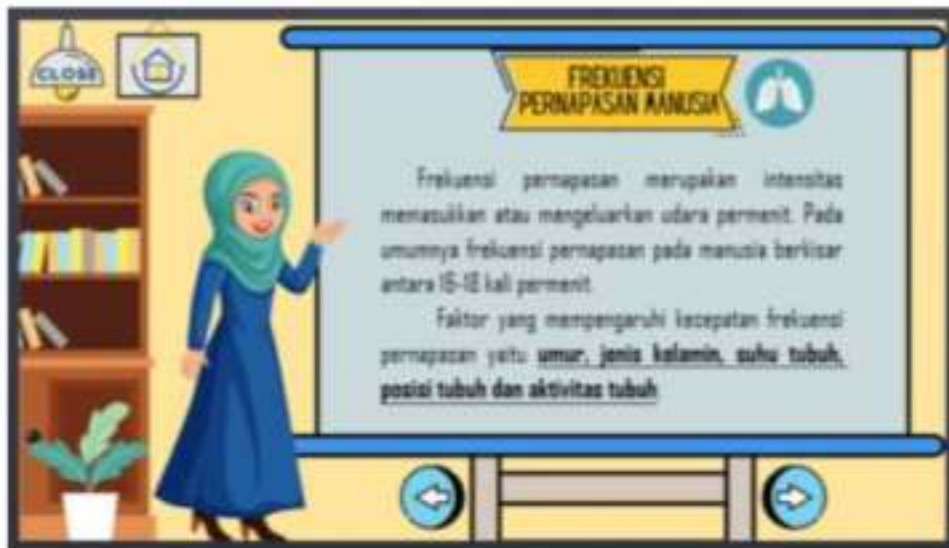 CLOSE
FREKUENSI
PERNAPASAN MANUSIA
Frekuensi pernapasan merupakan intensitas
memasukkan atau mengeluarkan udara permenit. Pada
umumnya frekuensi pernapasan pada manusia berkisar
antara 16-18 kali permenit.
Faktor yang mempengaruhi kecepatan frekuensi
pernapasan yaitu umur, jenis kelamin, suhu tubuh,
posisi tubuh dan aktivitas tubuh